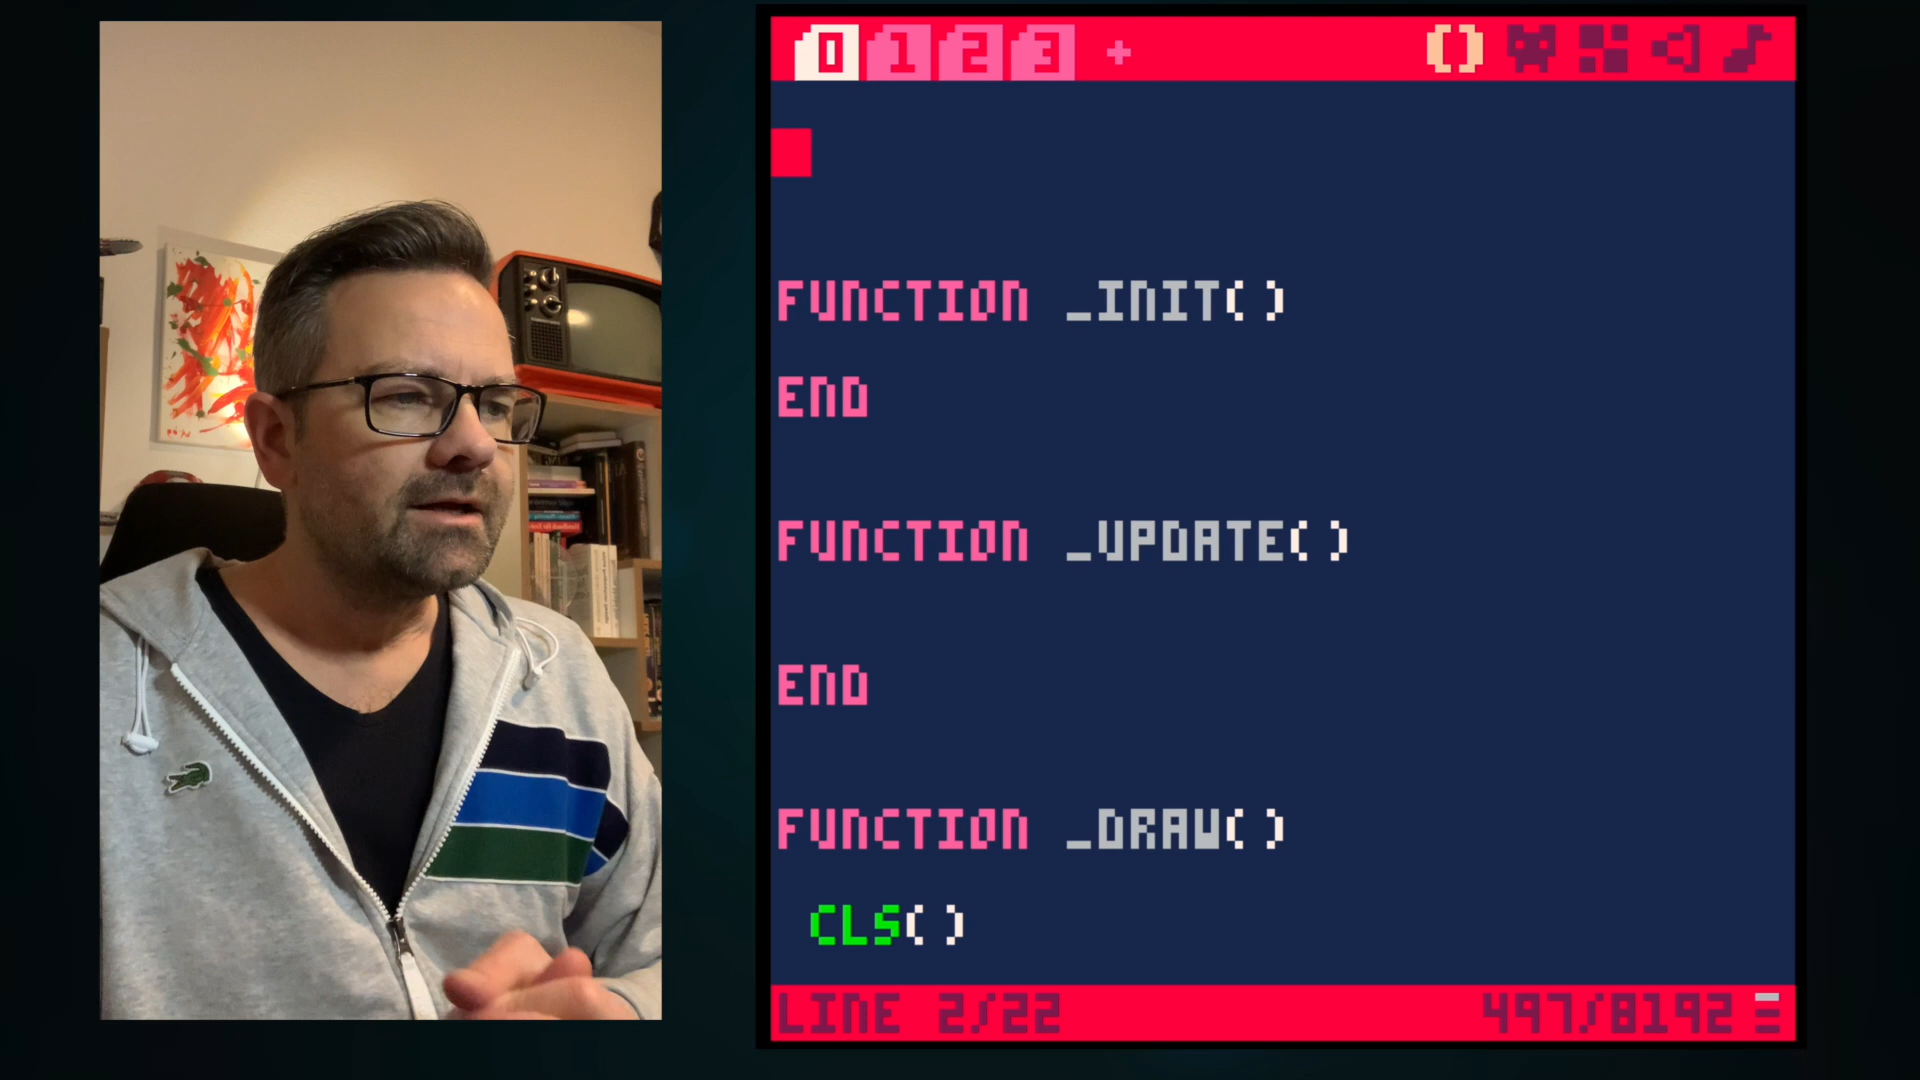 0 1 2 3 +
FUNCTION _INIT()
END
FUNCTION _UPDATE()
END
FUNCTION _DRAW()
CLS()
LINE 2/22
497/8192